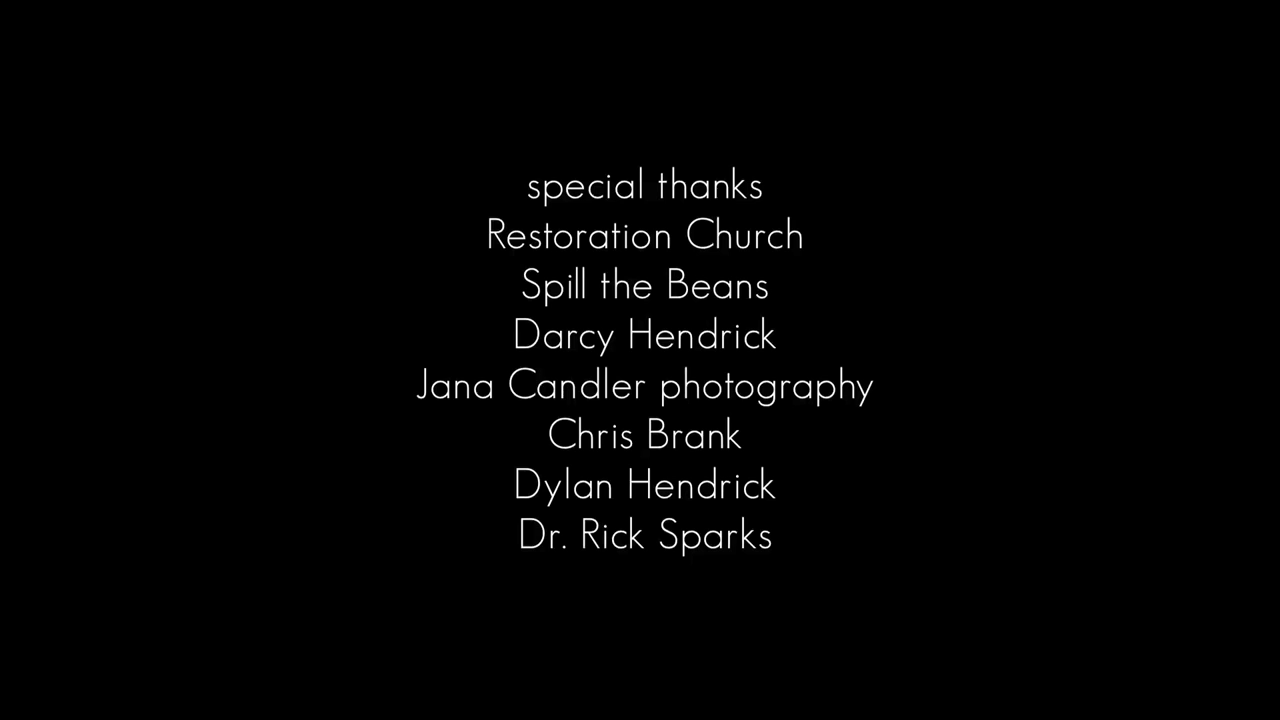 special thanks
Restoration Church
Spill the Beans
Darcy Hendrick
Jana Candler photography
Chris Brank
Dylan Hendrick
Dr. Rick Sparks